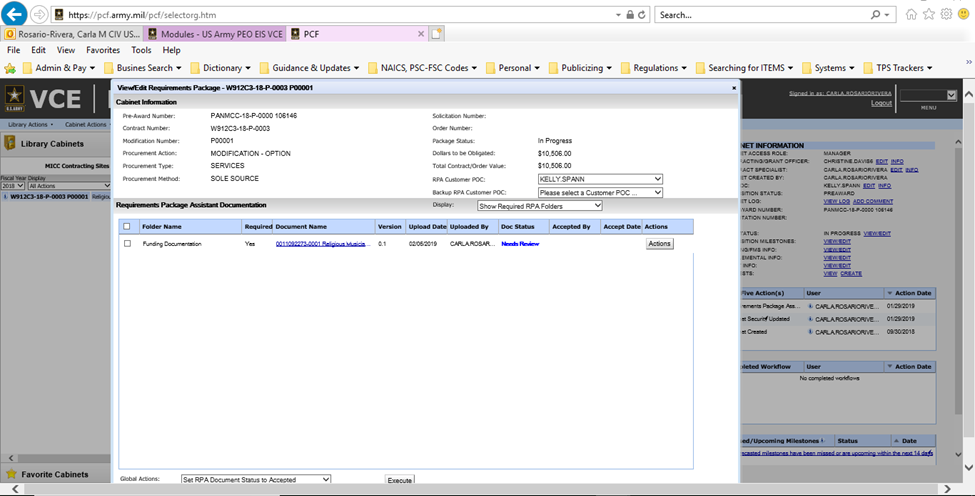 https://pcf.army.mil/pcf/selectorg.htm
Search...
Rosario-Rivera, Carla M CIV US...
Modules - US Army PEO EIS VCE
PCF
File Edit View Favorites Tools Help
Admin & Pay
Busines Search
Dictionary
Guidance & Updates
NAICS, PSC-FSC Codes
Personal
Publicizing
Regulations
Searching for ITEMS
Systems
TPS Trackers
U.S.ARMY
VCE
Signed in as: CARLA.ROSARIORIVERA
Logout
MENU
Library Actions
Cabinet Actions
Library Cabinets
MICC Contracting Sites
Fiscal Year Display
2018
All Actions
W912C3-18-P-0003 P00001 Religiou
Favorite Cabinets
View/Edit Requirements Package - W912C3-18-P-0003 P00001
Cabinet Information
Pre-Award Number: PANMCC-18-P-0000 106146
Contract Number: W912C3-18-P-0003
Modification Number: P00001
Procurement Action: MODIFICATION - OPTION
Procurement Type: SERVICES
Procurement Method: SOLE SOURCE
Solicitation Number:
Order Number:
Package Status: In Progress
Dollars to be Obligated: $10,506.00
Total Contract/Order Value: $10,506.00
RPA Customer POC: KELLY.SPANN
Backup RPA Customer POC: Please select a Customer POC ...
Requirements Package Assistant Documentation
Display: Show Required RPA Folders
Folder Name Required Document Name Version Upload Date Uploaded By Doc Status Accepted By Accept Date Actions
Funding Documentation Yes 0011092273-0001 Religious Musicia... 0.1 02/05/2019 CARLA.ROSAR... Needs Review Actions
Global Actions: Set RPA Document Status to Accepted Execute
NET INFORMATION
ET ACCESS ROLE: MANAGER
ACTING/GRANT OFFICER: CHRISTINE.DAVIS6 EDIT INFO
ACT SPECIALIST: CARLA.ROSARIORIVERA EDIT INFO
ET CREATED BY: CARLA.ROSARIORIVERA
OC: KELLY.SPANN EDIT INFO
SITION STATUS: PREAWARD
ET LOG: VIEW LOG ADD COMMENT
WARD NUMBER: PANMCC-18-P-0000 106146
TATION NUMBER:
TATUS: IN PROGRESS VIEW/EDIT
SITION MILESTONES: VIEW/EDIT
NG/FMS INFO: VIEW/EDIT
SMENTAL INFO: VIEW/EDIT
INFO: VIEW/EDIT
STS: VIEW CREATE
Five Action(s) User Action Date
rements Package Ass... CARLA.ROSARIORIVE... 01/29/2019
et Securitf Updated CARLA.ROSARIORIVE... 01/29/2019
et Created CARLA.ROSARIORIVE... 09/30/2018
pleted Workflow User Action Date
No completed workflows
ed/Upcoming Milestones Status Date
ecasted milestones have been missed or are upcoming within the next 14 days